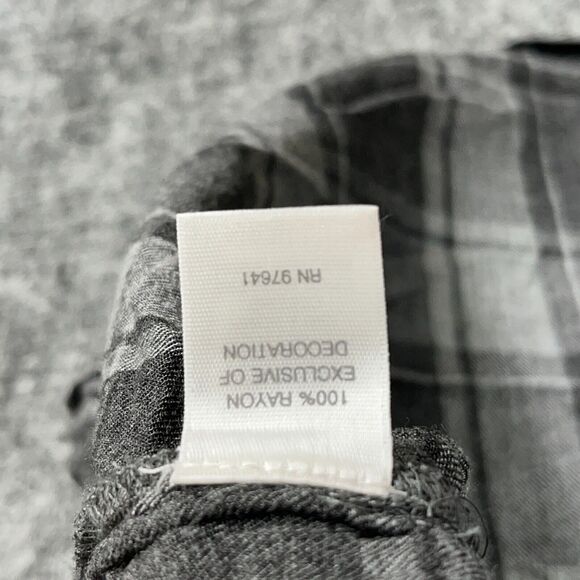 100% RAYON
EXCLUSIVE OF
DECORATION
RN 97641